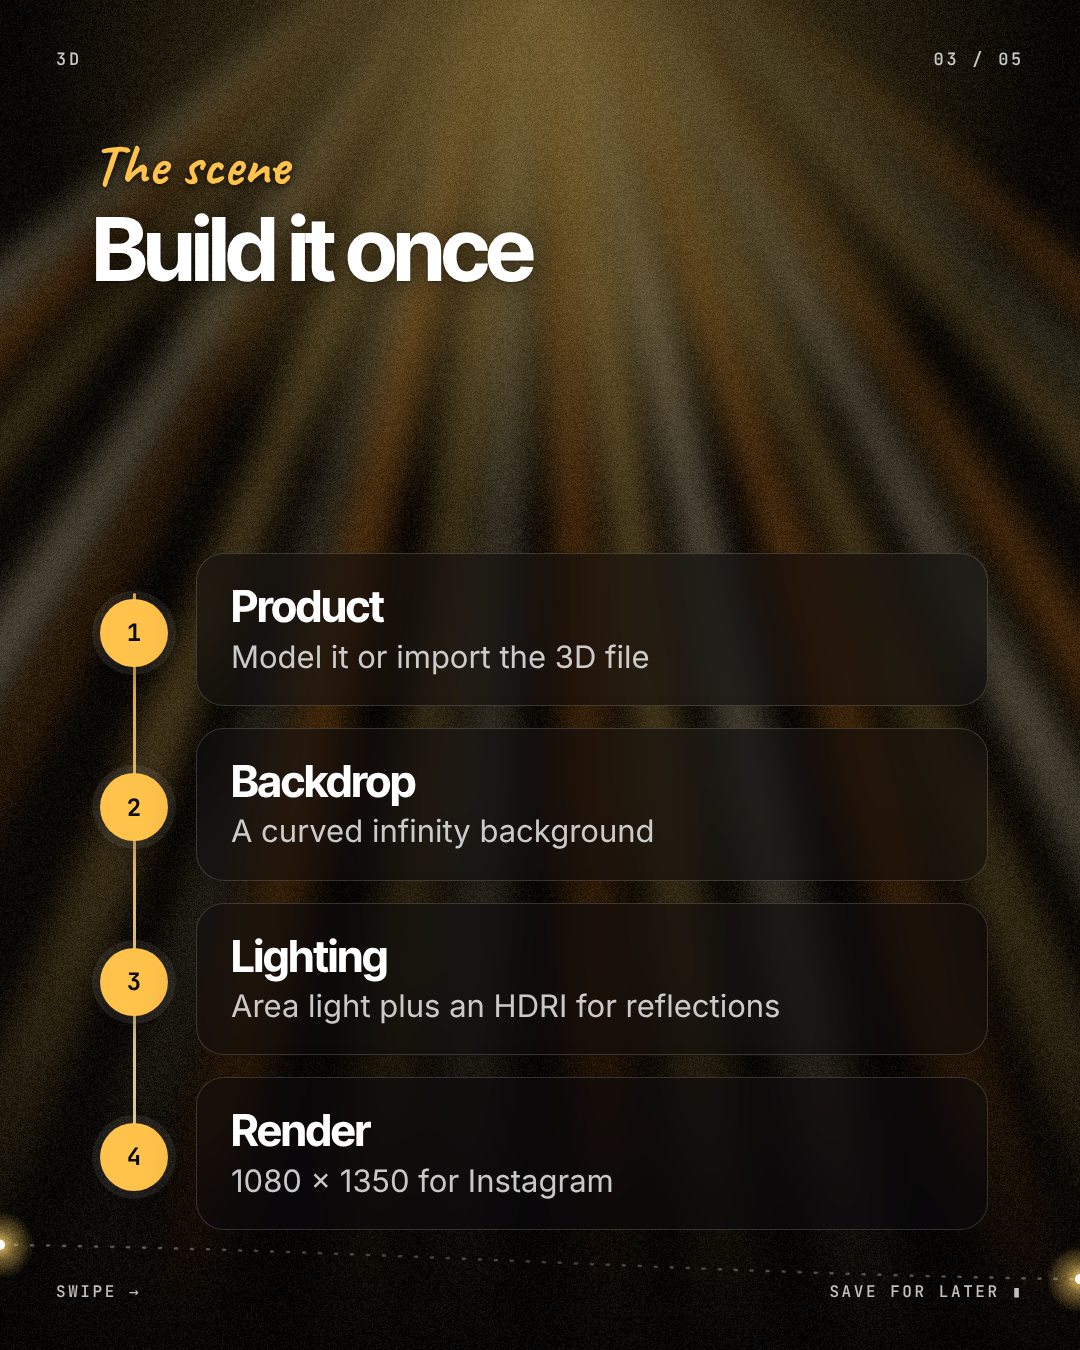 3D
03 / 05
The scene
Build it once
1
Product
Model it or import the 3D file
2
Backdrop
A curved infinity background
3
Lighting
Area light plus an HDRI for reflections
4
Render
1080 × 1350 for Instagram
SWIPE →
SAVE FOR LATER ▮